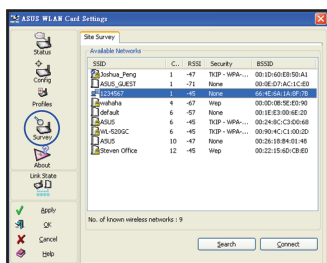 ASUS WLAN Card Settings
Status
Config
Profiles
Survey
About
Link State
Apply
OK
Cancel
Help
Site Survey
Available Networks
SSID C.. RSSI Security BSSID
Joshua_Peng 1 -47 TKIP - WPA-... 00:1D:60:E8:50:A1
ASUS_GUEST 1 -71 None 00:0E:D7:AC:1C:E0
1234567 1 -45 None 66:4E:6A:1A:8F:7B
wahaha 4 -67 Wep 00:0D:0B:5E:E0:90
default 6 -57 None 00:1E:E3:00:6E:20
ASUS 6 -45 TKIP - WPA-... 00:24:8C:C3:D0:68
WL-520GC 6 -45 TKIP - WPA-... 00:90:4C:C1:00:2D
ASUS 10 -47 None 00:26:18:B4:01:48
Steven Office 12 -45 Wep 00:22:15:6D:CB:E0
No. of known wireless networks : 9
Search Connect